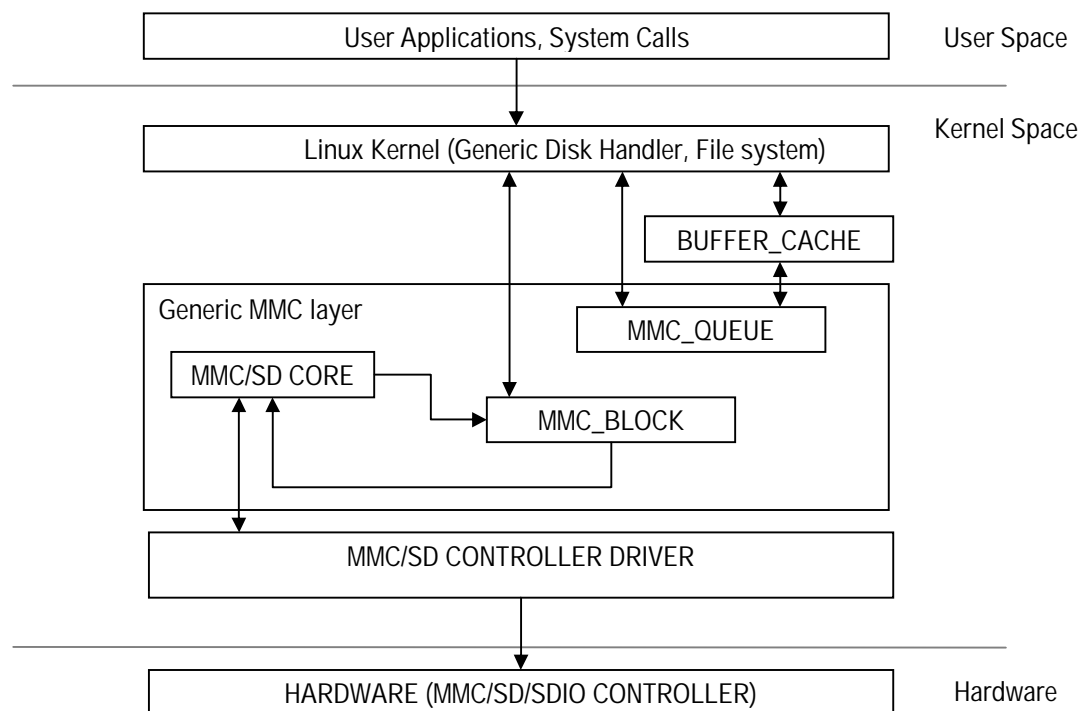 User Applications, System Calls
User Space
Kernel Space
Linux Kernel (Generic Disk Handler, File system)
BUFFER_CACHE
Generic MMC layer
MMC_QUEUE
MMC/SD CORE
MMC_BLOCK
MMC/SD CONTROLLER DRIVER
HARDWARE (MMC/SD/SDIO CONTROLLER)
Hardware